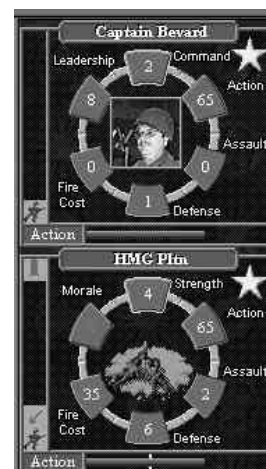 Captain Bevard
Leadership 2 Command
8 65 Action
0 0 Assault
Fire Cost 1 Defense
Action
HMG Pltn
Morale 4 Strength
65 Action
35 2 Assault
Fire Cost 6 Defense
Action